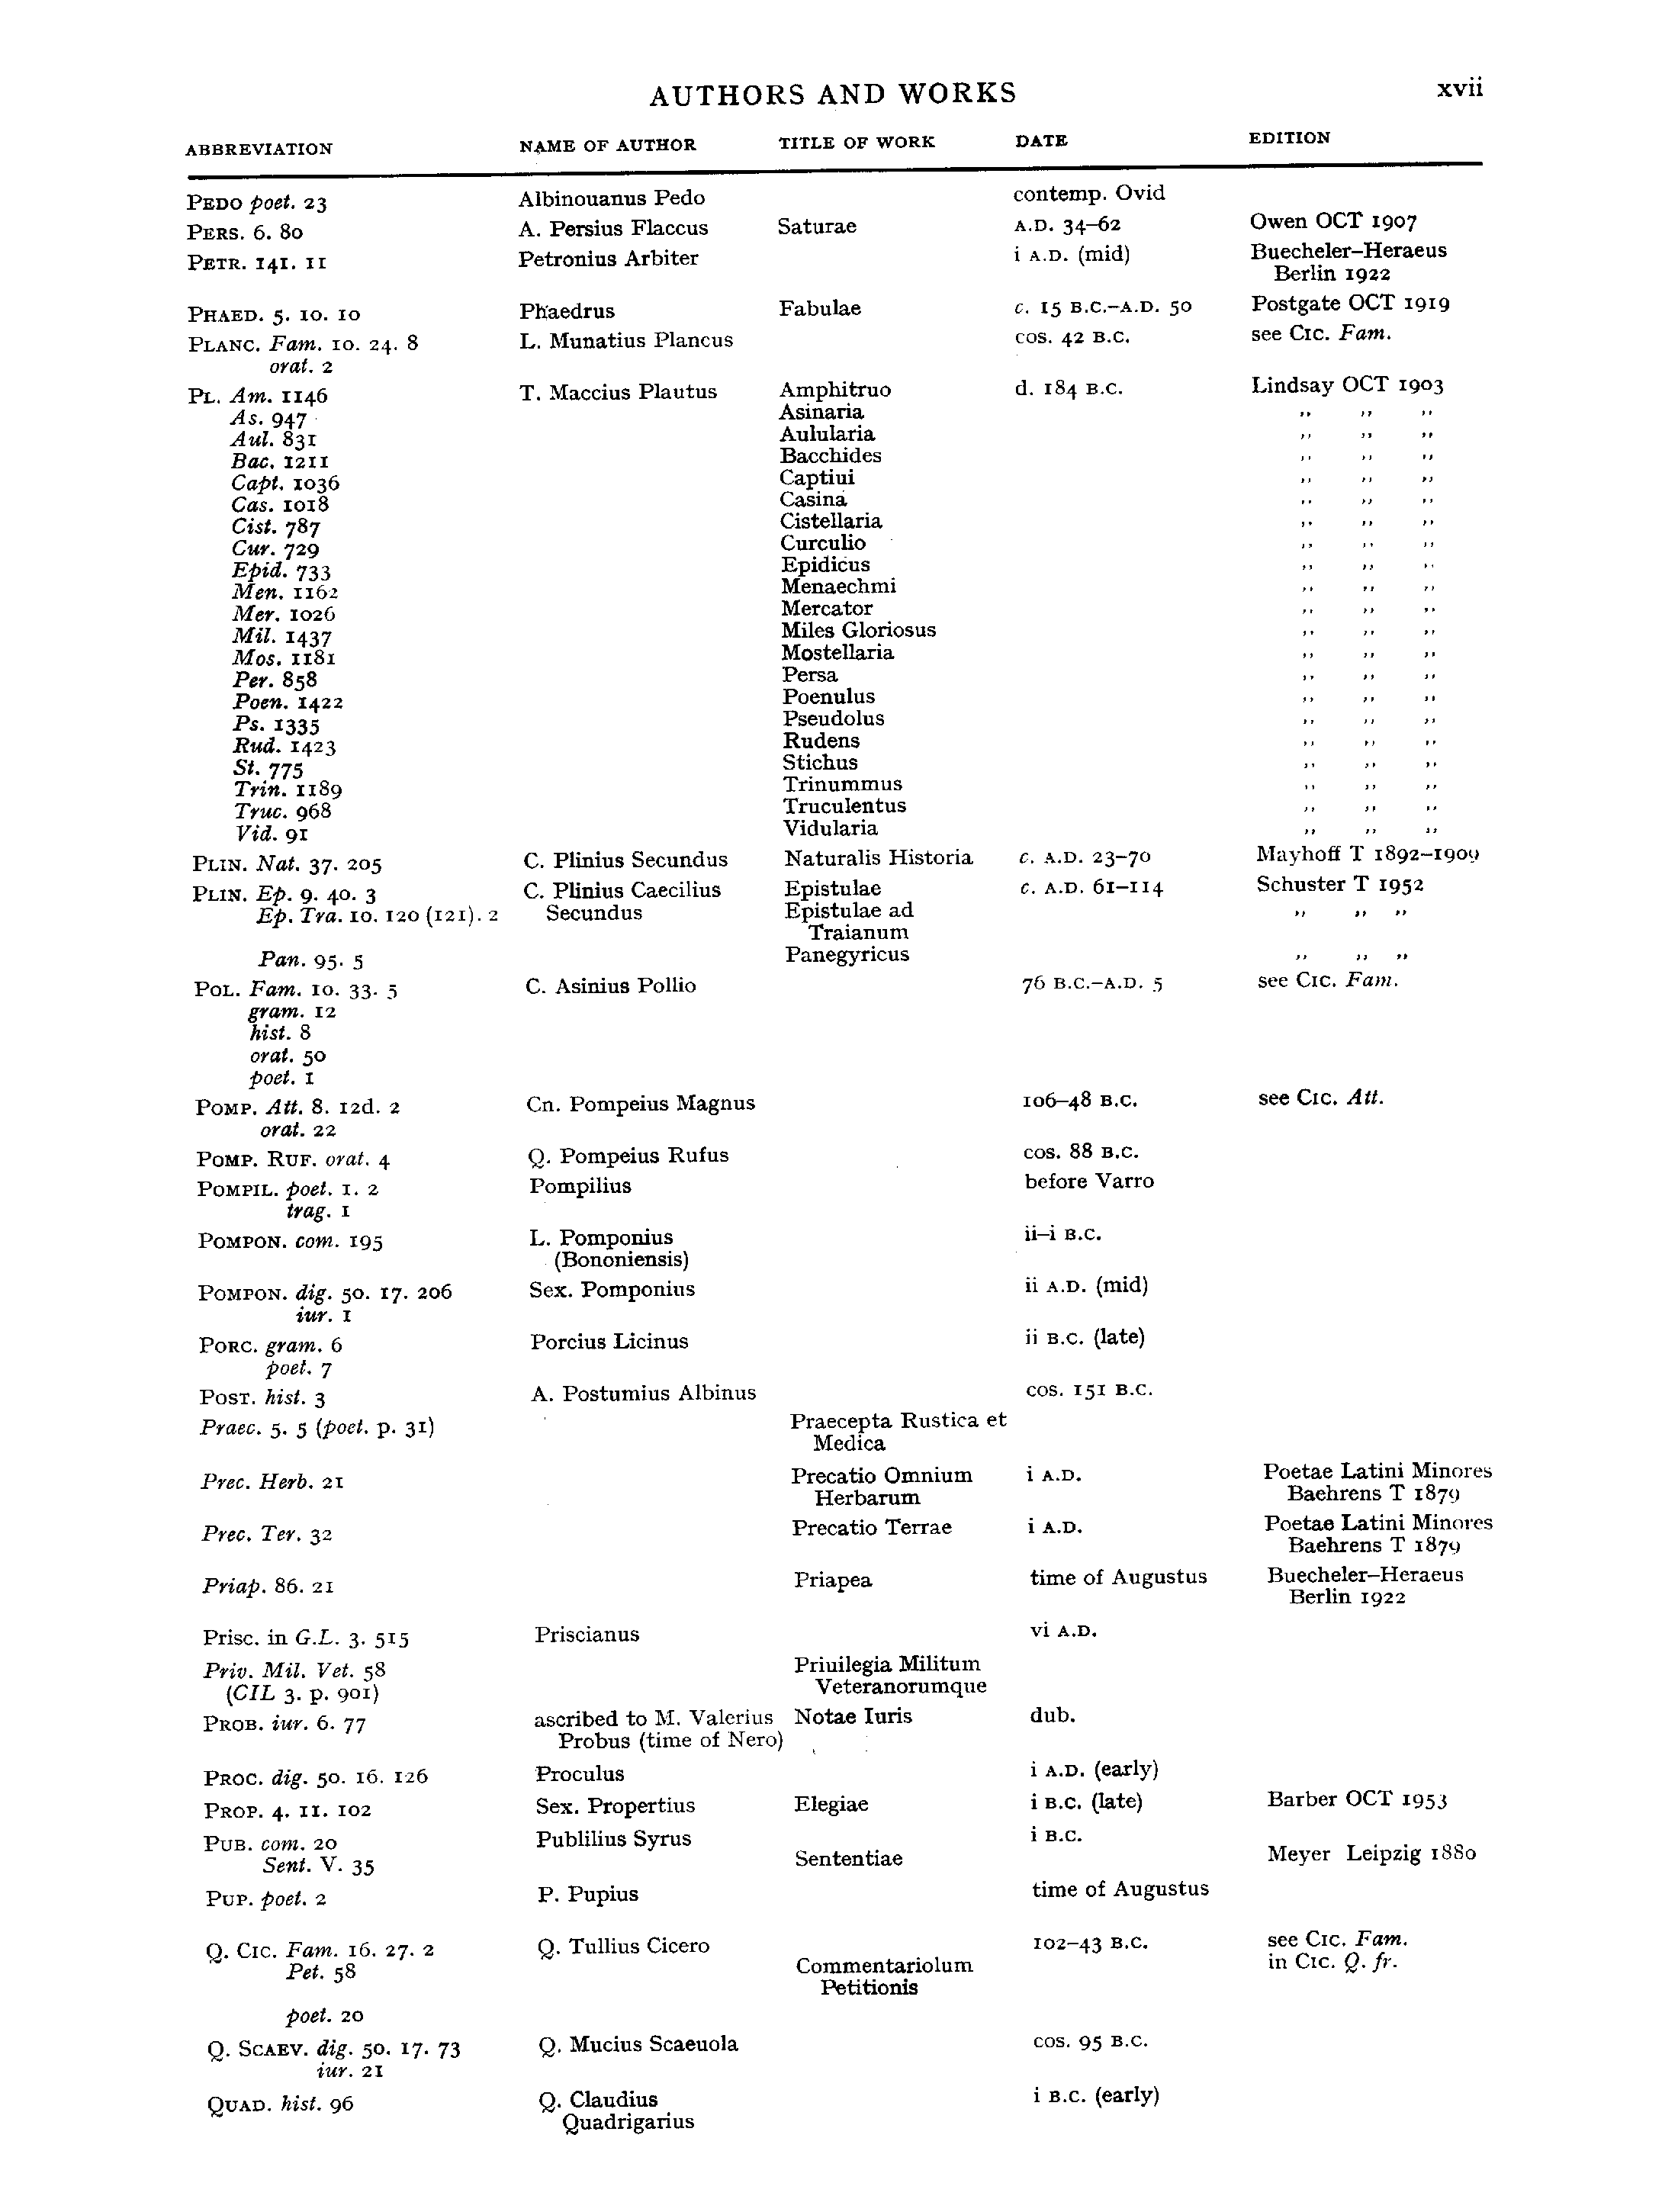 AUTHORS AND WORKS xvii
ABBREVIATION NAME OF AUTHOR TITLE OF WORK DATE EDITION
PEDO poet. 23 Albinouanus Pedo contemp. Ovid
PERS. 6. 80 A. Persius Flaccus Saturae A.D. 34–62 Owen OCT 1907
PETR. 141. 11 Petronius Arbiter i A.D. (mid) Buecheler–Heraeus
Berlin 1922
PHAED. 5. 10. 10 Phaedrus Fabulae c. 15 B.C.–A.D. 50 Postgate OCT 1919
PLANC. Fam. 10. 24. 8 L. Munatius Plancus cos. 42 B.C. see CIC. Fam.
orat. 2
PL. Am. 1146 T. Maccius Plautus Amphitruo d. 184 B.C. Lindsay OCT 1903
As. 947 Asinaria ,, ,, ,,
Aul. 831 Aulularia ,, ,, ,,
Bac. 1211 Bacchides ,, ,, ,,
Capt. 1036 Captiui ,, ,, ,,
Cas. 1018 Casina ,, ,, ,,
Cist. 787 Cistellaria ,, ,, ,,
Cur. 729 Curculio ,, ,, ,,
Epid. 733 Epidicus ,, ,, ,,
Men. 1162 Menaechmi ,, ,, ,,
Mer. 1026 Mercator ,, ,, ,,
Mil. 1437 Miles Gloriosus ,, ,, ,,
Mos. 1181 Mostellaria ,, ,, ,,
Per. 858 Persa ,, ,, ,,
Poen. 1422 Poenulus ,, ,, ,,
Ps. 1335 Pseudolus ,, ,, ,,
Rud. 1423 Rudens ,, ,, ,,
St. 775 Stichus ,, ,, ,,
Trin. 1189 Trinummus ,, ,, ,,
Truc. 968 Truculentus ,, ,, ,,
Vid. 91 Vidularia ,, ,, ,,
PLIN. Nat. 37. 205 C. Plinius Secundus Naturalis Historia c. A.D. 23–70 Mayhoff T 1892–1909
PLIN. Ep. 9. 40. 3 C. Plinius Caecilius Epistulae c. A.D. 61–114 Schuster T 1952
Ep. Tra. 10. 120 (121). 2 Secundus Epistulae ad ,, ,, ,,
Traianum
Pan. 95. 5 Panegyricus ,, ,, ,,
POL. Fam. 10. 33. 5 C. Asinius Pollio 76 B.C.–A.D. 5 see CIC. Fam.
gram. 12
hist. 8
orat. 50
poet. 1
POMP. Att. 8. 12d. 2 Cn. Pompeius Magnus 106–48 B.C. see CIC. Att.
orat. 22
POMP. RUF. orat. 4 Q. Pompeius Rufus cos. 88 B.C.
POMPIL. poet. 1. 2 Pompilius before Varro
trag. 1
POMPON. com. 195 L. Pomponius ii–i B.C.
(Bononiensis)
POMPON. dig. 50. 17. 206 Sex. Pomponius ii A.D. (mid)
iur. 1
PORC. gram. 6 Porcius Licinus ii B.C. (late)
poet. 7
POST. hist. 3 A. Postumius Albinus cos. 151 B.C.
Praec. 5. 5 (poet. p. 31) Praecepta Rustica et
Medica
Prec. Herb. 21 Precatio Omnium i A.D. Poetae Latini Minores
Herbarum Baehrens T 1879
Prec. Ter. 32 Precatio Terrae i A.D. Poetae Latini Minores
Baehrens T 1879
Priap. 86. 21 Priapea time of Augustus Buecheler–Heraeus
Berlin 1922
Prisc. in G.L. 3. 515 Priscianus vi A.D.
Priv. Mil. Vet. 58 Priuilegia Militum
(CIL 3. p. 901) Veteranorumque
PROB. iur. 6. 77 ascribed to M. Valerius Notae Iuris dub.
Probus (time of Nero)
PROC. dig. 50. 16. 126 Proculus i A.D. (early)
PROP. 4. 11. 102 Sex. Propertius Elegiae i B.C. (late) Barber OCT 1953
PUB. com. 20 Publilius Syrus i B.C.
Sent. V. 35 Sententiae Meyer Leipzig 1880
PUP. poet. 2 P. Pupius time of Augustus
Q. CIC. Fam. 16. 27. 2 Q. Tullius Cicero 102–43 B.C. see CIC. Fam.
Pet. 58 Commentariolum in CIC. Q. fr.
Petitionis
poet. 20
Q. SCAEV. dig. 50. 17. 73 Q. Mucius Scaeuola cos. 95 B.C.
iur. 21
QUAD. hist. 96 Q. Claudius i B.C. (early)
Quadrigarius